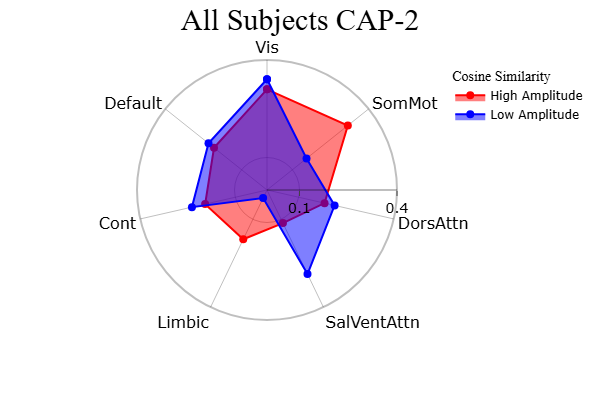 All Subjects CAP-2
Vis
Cosine Similarity
High Amplitude
Low Amplitude
Default
SomMot
0.1
0.4
Cont
DorsAttn
Limbic
SalVentAttn